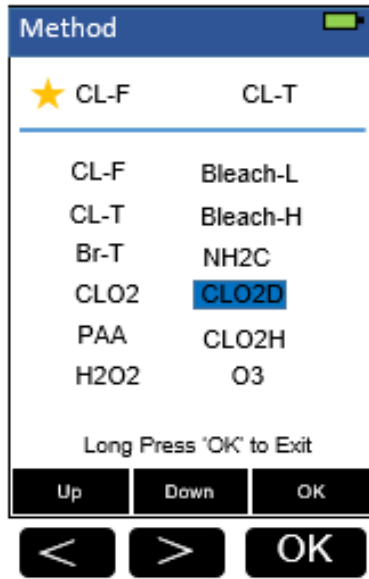 Method
CL-F CL-T
CL-F Bleach-L
CL-T Bleach-H
Br-T NH2C
CLO2 CLO2D
PAA CLO2H
H2O2 O3
Long Press 'OK' to Exit
Up Down OK
< > OK